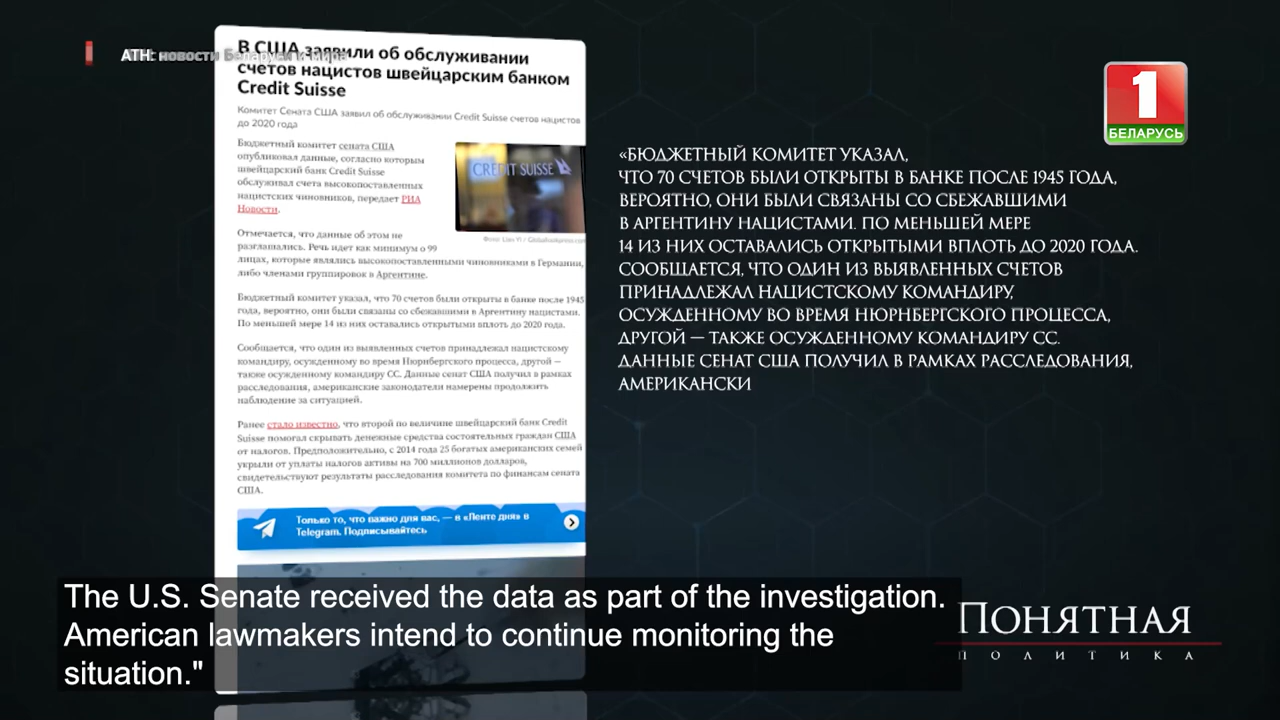 АТН: новости Беларуси и мира
1
БЕЛАРУСЬ
В США заявили об обслуживании
счетов нацистов швейцарским банком
Credit Suisse
Комитет Сената США заявил об обслуживании Credit Suisse счетов нацистов
до 2020 года
Бюджетный комитет сената США
опубликовал данные, согласно которым
швейцарский банк Credit Suisse
обслуживал счета высокопоставленных
нацистских чиновников, передает РИА
Новости.
CREDIT SUISSE
Фото: Lian Yi / Globallookpress.com
Отмечается, что данные об этом не
разглашались. Речь идет как минимум о 99
лицах, которые являлись высокопоставленными чиновниками в Германии,
либо членами группировок в Аргентине.
Бюджетный комитет указал, что 70 счетов были открыты в банке после 1945
года, вероятно, они были связаны со сбежавшими в Аргентину нацистами.
По меньшей мере 14 из них оставались открытыми вплоть до 2020 года.
Сообщается, что один из выявленных счетов принадлежал нацистскому
командиру, осужденному во время Нюрнбергского процесса, другой —
также осужденному командиру СС. Данные сенат США получил в рамках
расследования, американские законодатели намерены продолжить
наблюдение за ситуацией.
Ранее стало известно, что второй по величине швейцарский банк Credit
Suisse помогал скрывать денежные средства состоятельных граждан США
от налогов. Предположительно, с 2014 года 25 богатых американских семей
укрыли от уплаты налогов активы на 700 миллионов долларов,
свидетельствуют результаты расследования комитета по финансам сената
США.
Только то, что важно для вас, — в «Ленте дня» в
Telegram. Подписывайтесь
«БЮДЖЕТНЫЙ КОМИТЕТ УКАЗАЛ,
ЧТО 70 СЧЕТОВ БЫЛИ ОТКРЫТЫ В БАНКЕ ПОСЛЕ 1945 ГОДА,
ВЕРОЯТНО, ОНИ БЫЛИ СВЯЗАНЫ СО СБЕЖАВШИМИ
В АРГЕНТИНУ НАЦИСТАМИ. ПО МЕНЬШЕЙ МЕРЕ
14 ИЗ НИХ ОСТАВАЛИСЬ ОТКРЫТЫМИ ВПЛОТЬ ДО 2020 ГОДА.
СООБЩАЕТСЯ, ЧТО ОДИН ИЗ ВЫЯВЛЕННЫХ СЧЕТОВ
ПРИНАДЛЕЖАЛ НАЦИСТСКОМУ КОМАНДИРУ,
ОСУЖДЕННОМУ ВО ВРЕМЯ НЮРНБЕРГСКОГО ПРОЦЕССА,
ДРУГОЙ — ТАКЖЕ ОСУЖДЕННОМУ КОМАНДИРУ СС.
ДАННЫЕ СЕНАТ США ПОЛУЧИЛ В РАМКАХ РАССЛЕДОВАНИЯ,
АМЕРИКАНСКИ
The U.S. Senate received the data as part of the investigation.
American lawmakers intend to continue monitoring the
situation."
ПОНЯТНАЯ
ПОЛИТИКА